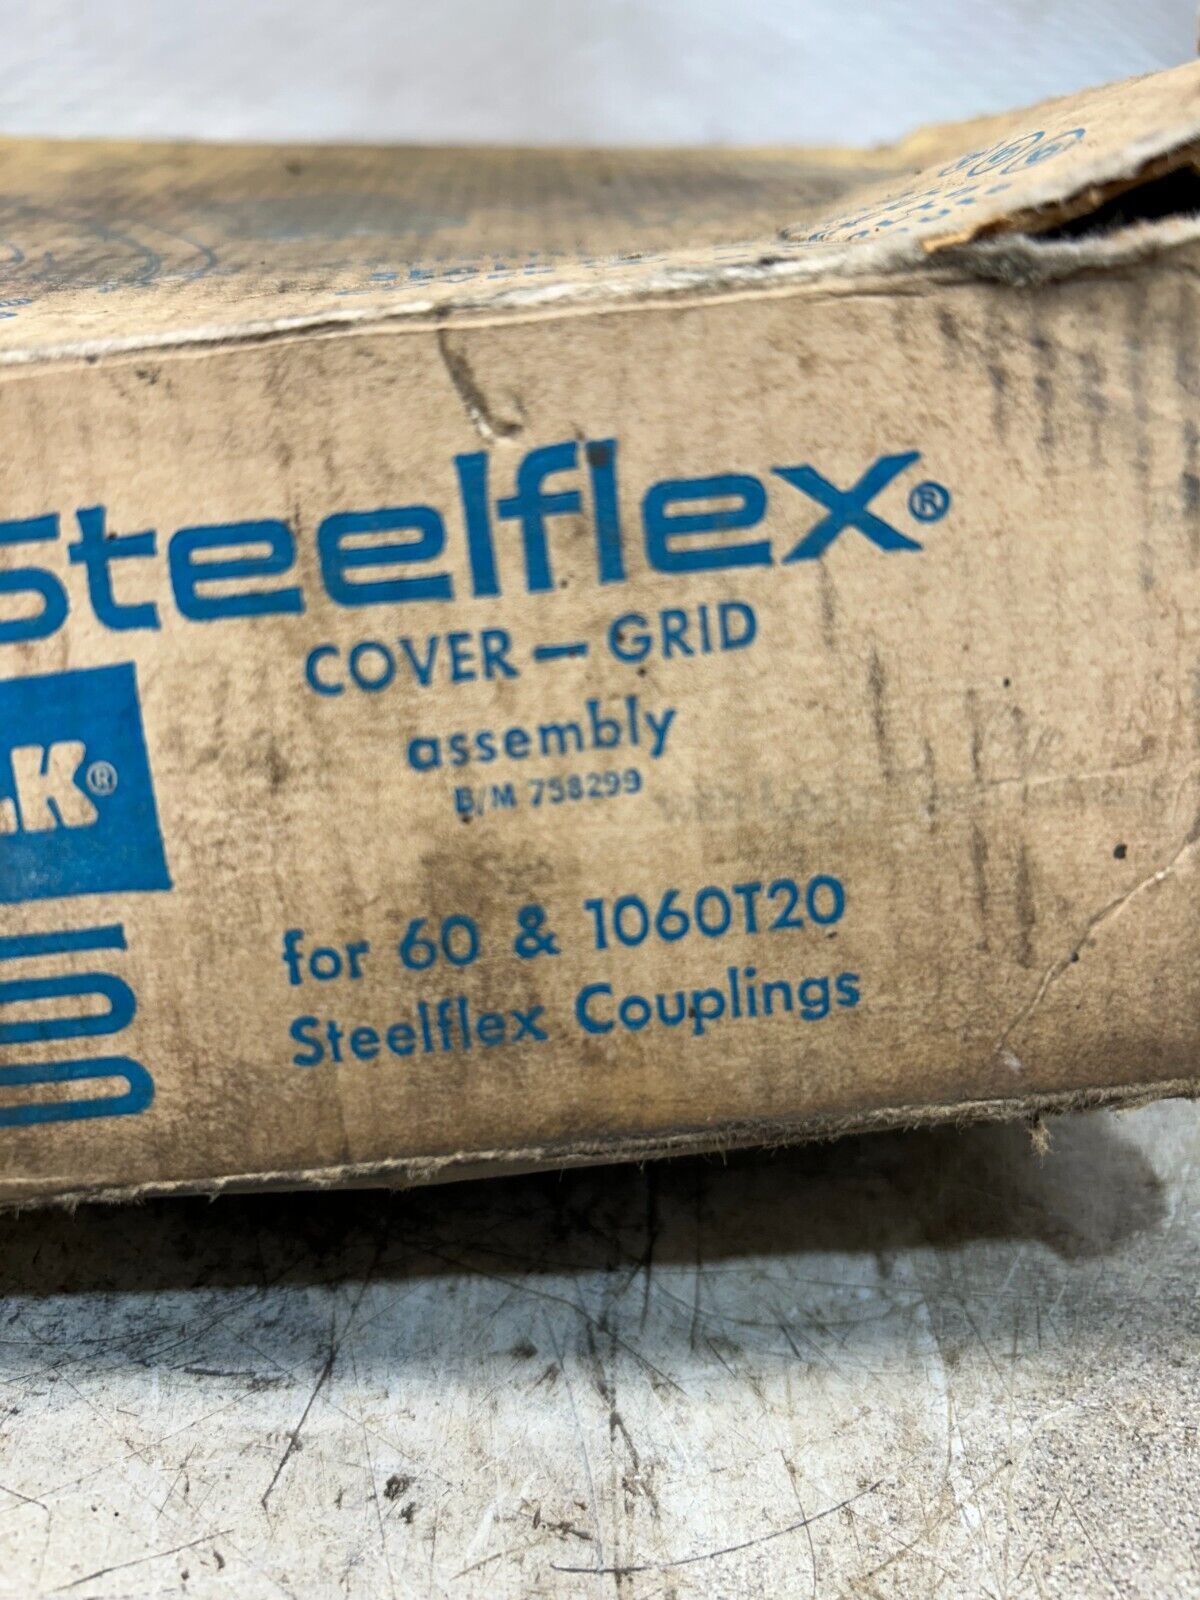 Steelflex®
COVER – GRID
assembly
B/M 758299
.K®
for 60 & 1060T20
Steelflex Couplings